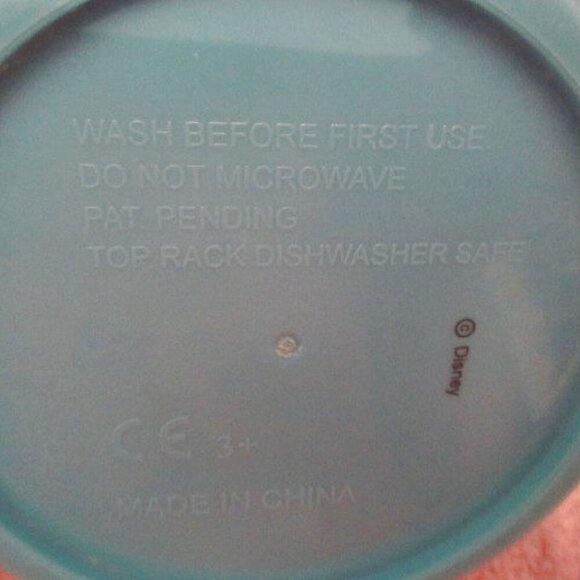 WASH BEFORE FIRST USE.
DO NOT MICROWAVE
PAT. PENDING
TOP RACK DISHWASHER SAFE
© Disney
CE 3+
MADE IN CHINA